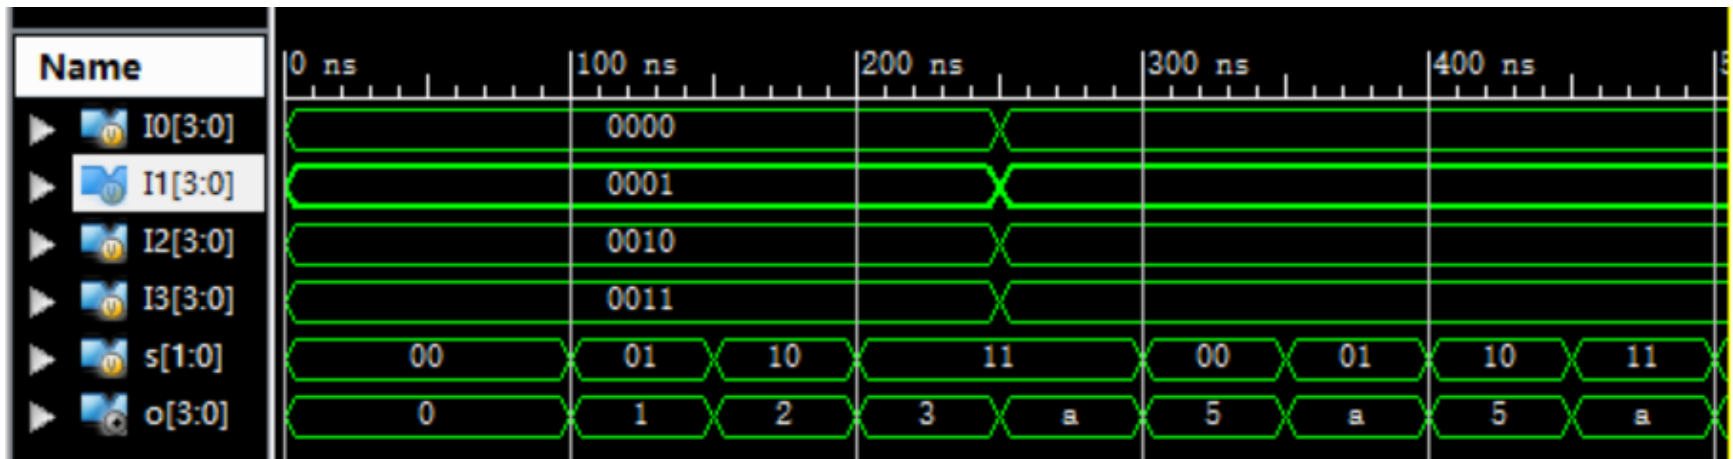 Name 0 ns 100 ns 200 ns 300 ns 400 ns
I0[3:0] 0000
I1[3:0] 0001
I2[3:0] 0010
I3[3:0] 0011
s[1:0] 00 01 10 11 00 01 10 11
o[3:0] 0 1 2 3 a 5 a 5 a